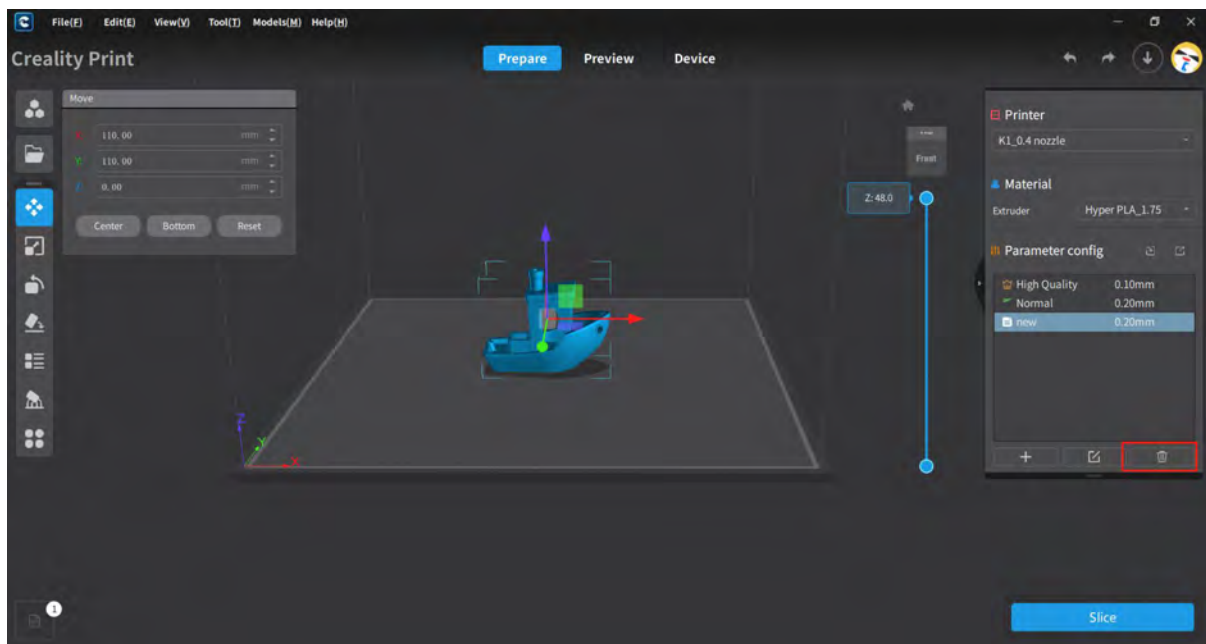 File(F) Edit(E) View(V) Tool(T) Models(M) Help(H)
Creality Print
Prepare Preview Device
Move
X: 110.00 mm
Y: 110.00 mm
0.00 mm
Center Bottom Reset
Front
Z: 48.0
Z
Y
X
Printer
K1_0.4 nozzle
Material
Extruder Hyper PLA_1.75
Parameter config
High Quality 0.10mm
Normal 0.20mm
new 0.20mm
1
Slice